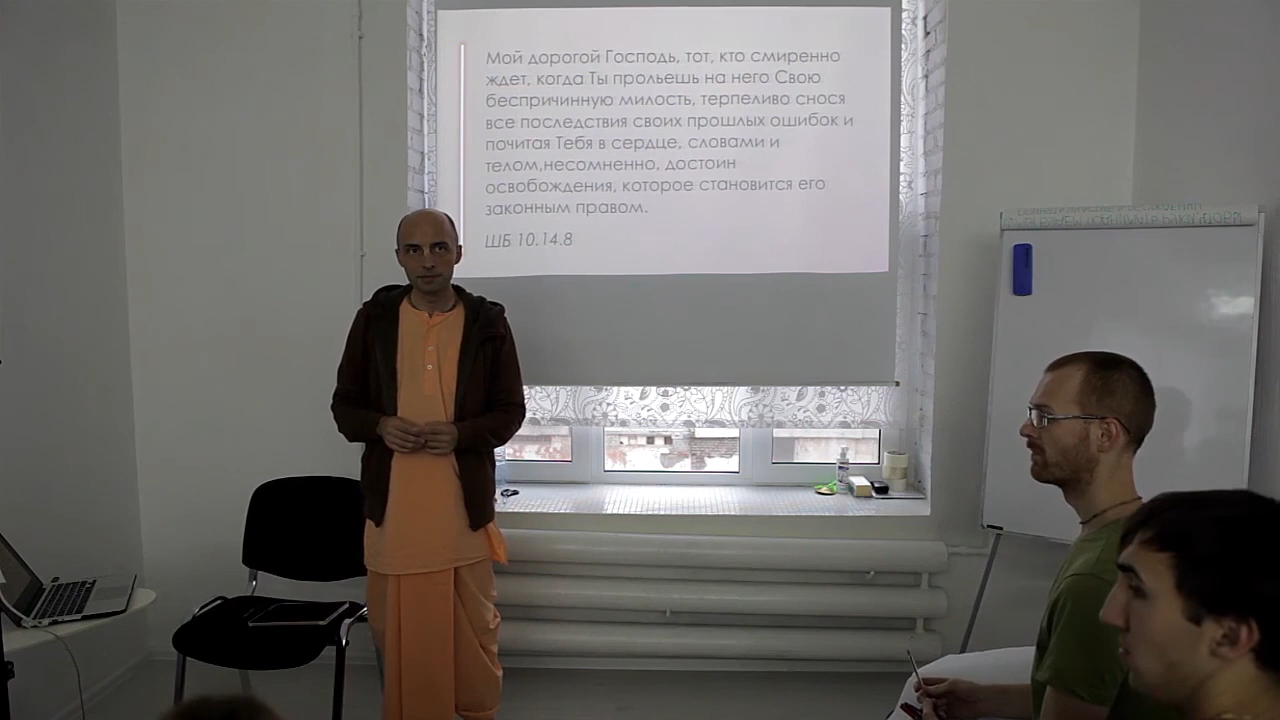 Мой дорогой Господь, тот, кто смиренно
ждет, когда Ты прольешь на него Свою
беспричинную милость, терпеливо снося
все последствия своих прошлых ошибок и
почитая Тебя в сердце, словами и
телом,несомненно, достоин
освобождения, которое становится его
законным правом.
ШБ 10.14.8